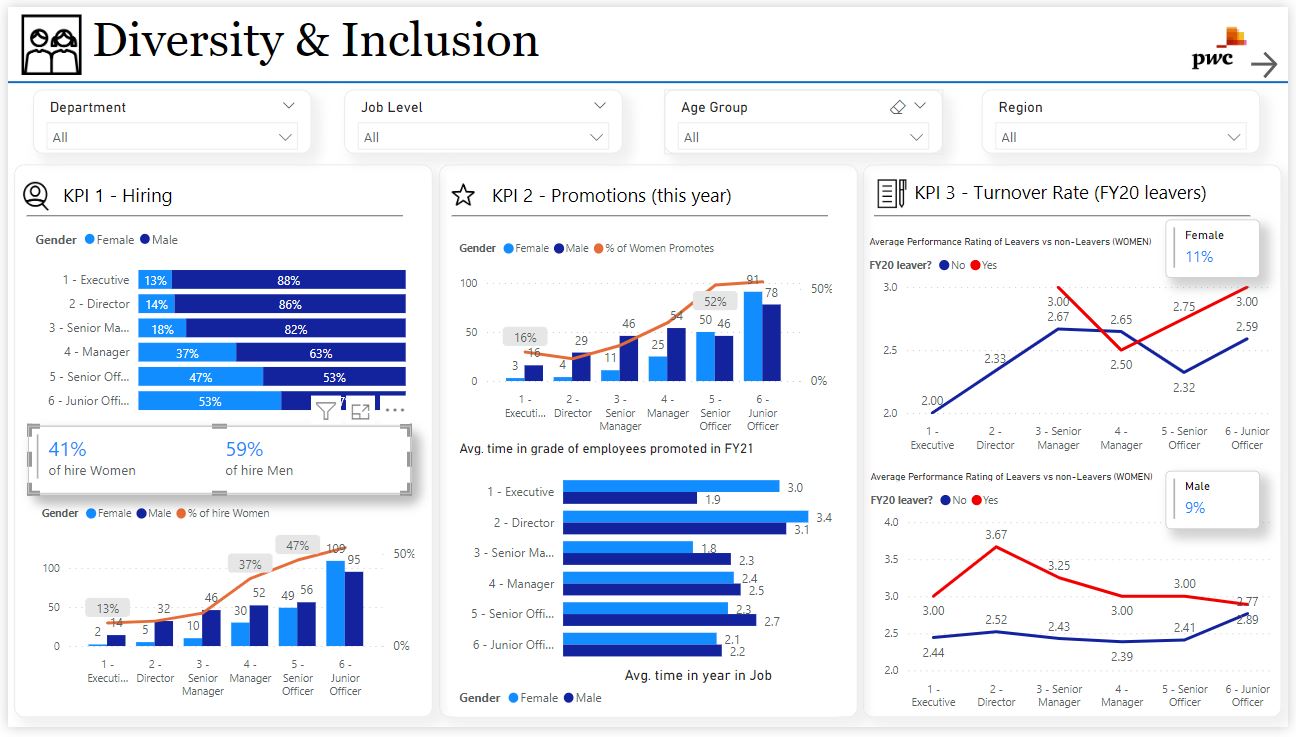 Diversity & Inclusion
pwc
Department
All
Job Level
All
Age Group
All
Region
All
KPI 1 - Hiring
Gender Female Male
1 - Executive 13% 88%
2 - Director 14% 86%
3 - Senior Ma... 18% 82%
4 - Manager 37% 63%
5 - Senior Off... 47% 53%
6 - Junior Offi... 53%
41% 59%
of hire Women of hire Men
Gender Female Male % of hire Women
109 50%
47% 95
37%
100
13% 32 46 52 49 56
50 2 14 5 10 30
0 0%
1 - Executi... 2 - Director 3 - Senior Manager 4 - Manager 5 - Senior Officer 6 - Junior Officer
KPI 2 - Promotions (this year)
Gender Female Male % of Women Promotes
100 91 78 50%
52%
50 16% 29 46 54 50 46
3 16 4 11 25
0 0%
1 - Executi... 2 - Director 3 - Senior Manager 4 - Manager 5 - Senior Officer 6 - Junior Officer
Avg. time in grade of employees promoted in FY21
1 - Executive 3.0
1.9
2 - Director 3.4
3.1
3 - Senior Ma... 1.8
2.3
4 - Manager 2.4
2.5
5 - Senior Offi... 2.3
2.7
6 - Junior Offi... 2.1
2.2
Avg. time in year in Job
Gender Female Male
KPI 3 - Turnover Rate (FY20 leavers)
Average Performance Rating of Leavers vs non-Leavers (WOMEN)
FY20 leaver? No Yes
Female
11%
3.0 3.00 2.75 3.00
2.67 2.65 2.59
2.5 2.33 2.50 2.32
2.0 2.00
1 - Executive 2 - Director 3 - Senior Manager 4 - Manager 5 - Senior Officer 6 - Junior Officer
Average Performance Rating of Leavers vs non-Leavers (WOMEN)
FY20 leaver? No Yes
Male
9%
4.0
3.5 3.67
3.25
3.0 3.00 3.00 3.00 2.77
2.89
2.5 2.44 2.52 2.43 2.39 2.41
2.0
1 - Executive 2 - Director 3 - Senior Manager 4 - Manager 5 - Senior Officer 6 - Junior Officer